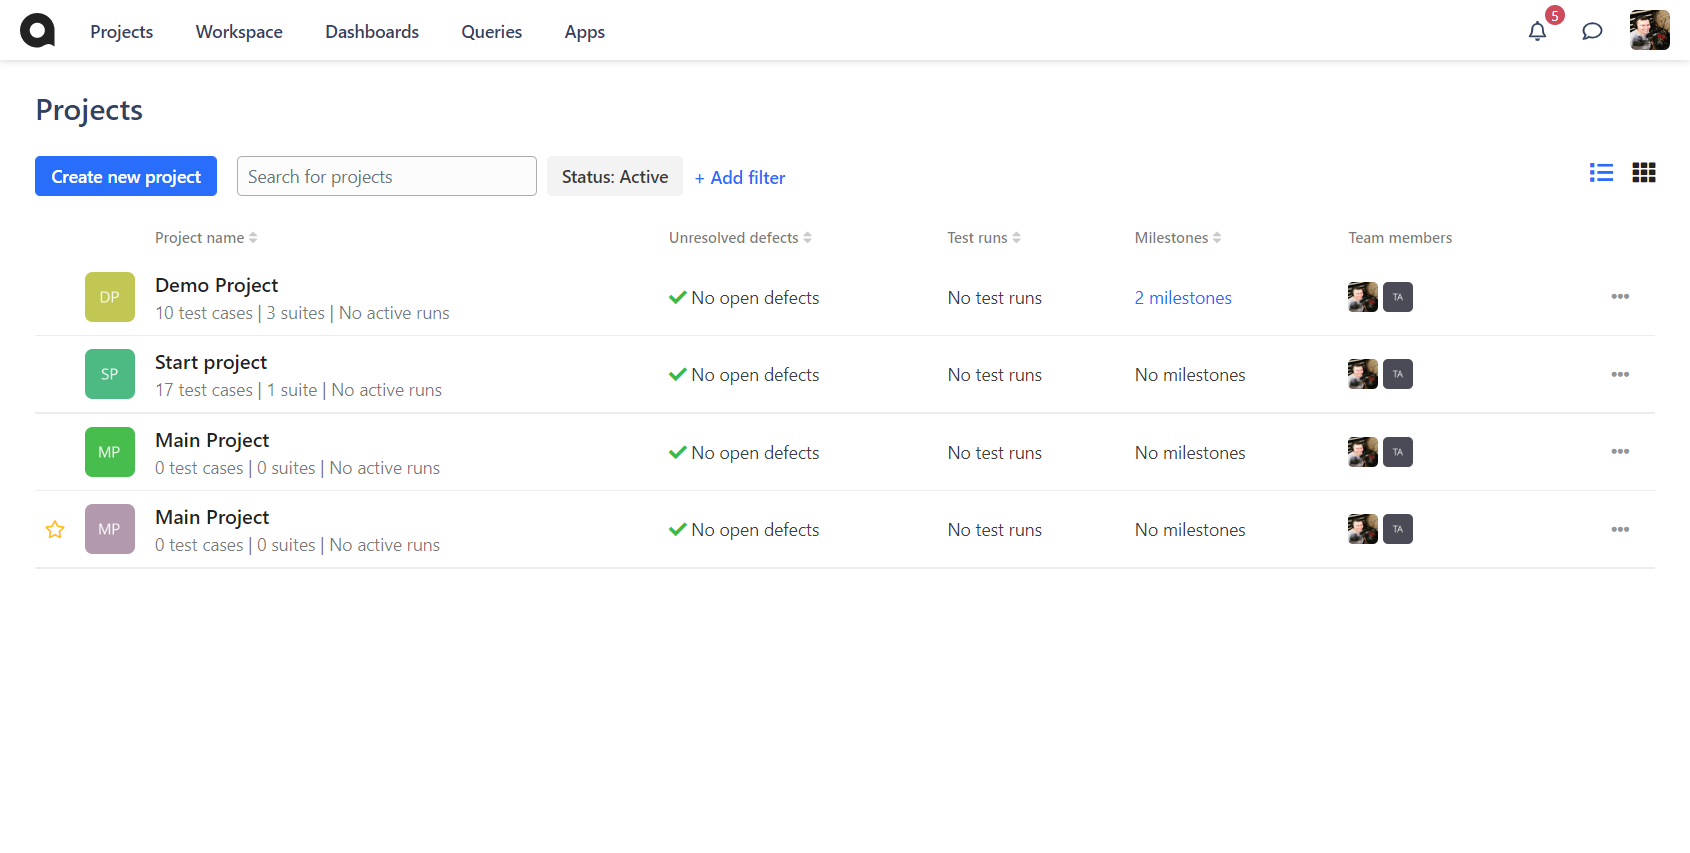 Projects Workspace Dashboards Queries Apps 5
Projects
Create new project Search for projects Status: Active + Add filter
Project name Unresolved defects Test runs Milestones Team members
DP Demo Project
10 test cases | 3 suites | No active runs No open defects No test runs 2 milestones TA
SP Start project
17 test cases | 1 suite | No active runs No open defects No test runs No milestones TA
MP Main Project
0 test cases | 0 suites | No active runs No open defects No test runs No milestones TA
MP Main Project
0 test cases | 0 suites | No active runs No open defects No test runs No milestones TA